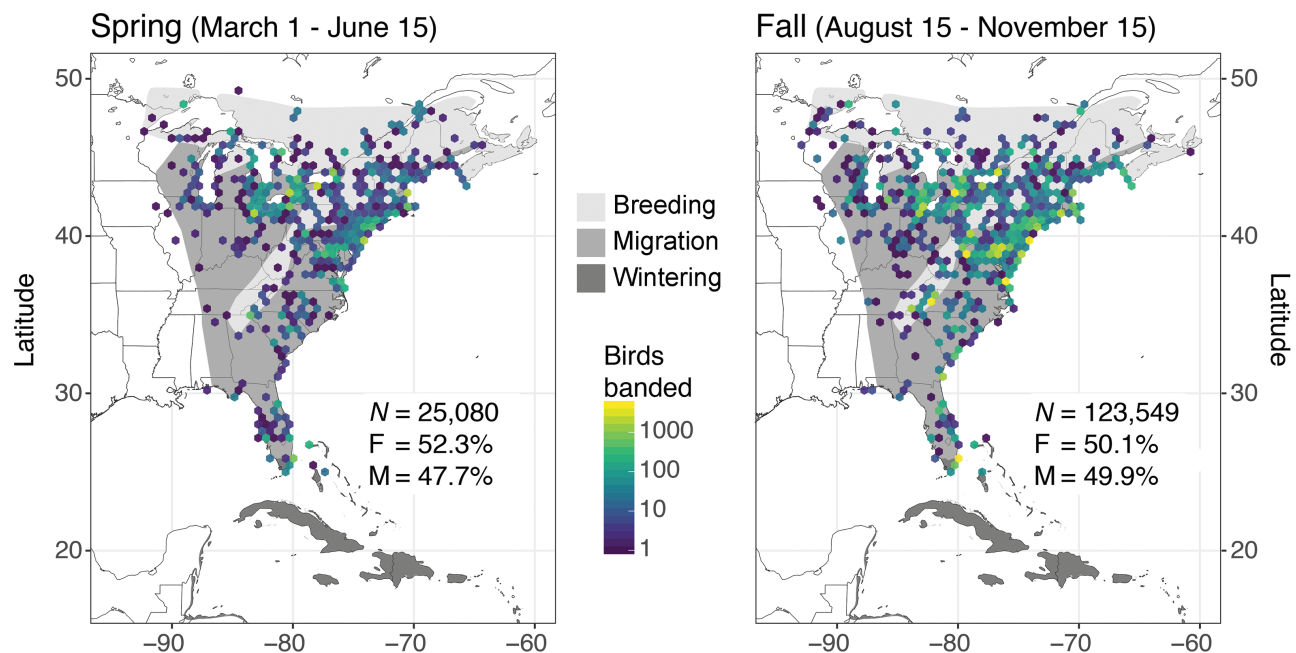 Spring (March 1 - June 15)
Fall (August 15 - November 15)
50
40
30
20
Latitude
−90
−80
−70
−60
N = 25,080
F = 52.3%
M = 47.7%
Breeding
Migration
Wintering
Birds
banded
1000
100
10
1
N = 123,549
F = 50.1%
M = 49.9%
50
40
30
20
Latitude
−90
−80
−70
−60